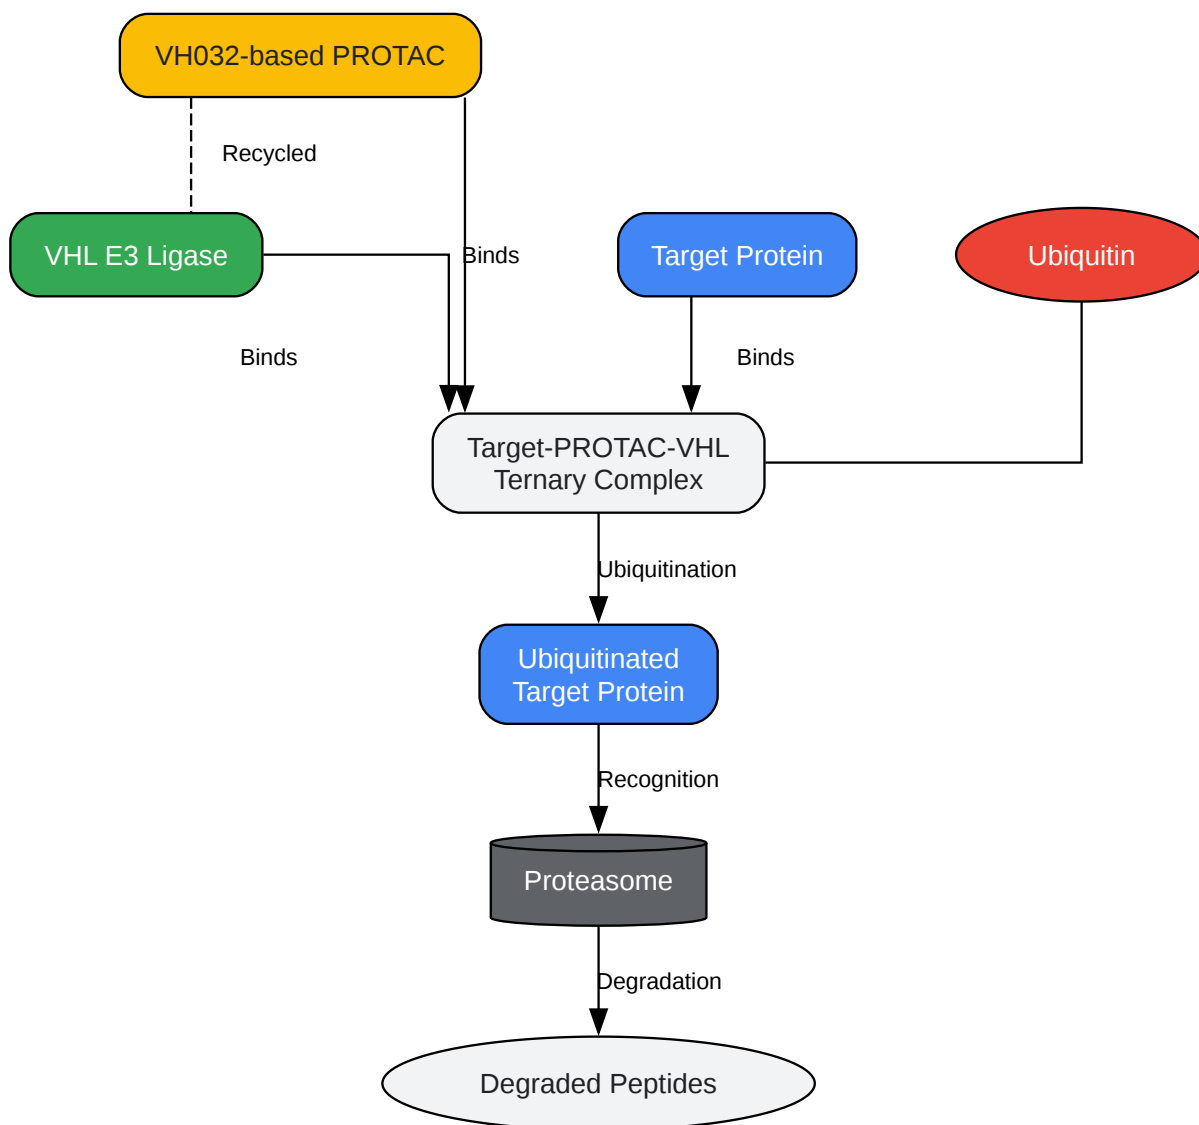 VH032-based PROTAC
Recycled
VHL E3 Ligase
Binds
Target Protein
Ubiquitin
Binds
Binds
Target-PROTAC-VHL
Ternary Complex
Ubiquitination
Ubiquitinated
Target Protein
Recognition
Proteasome
Degradation
Degraded Peptides